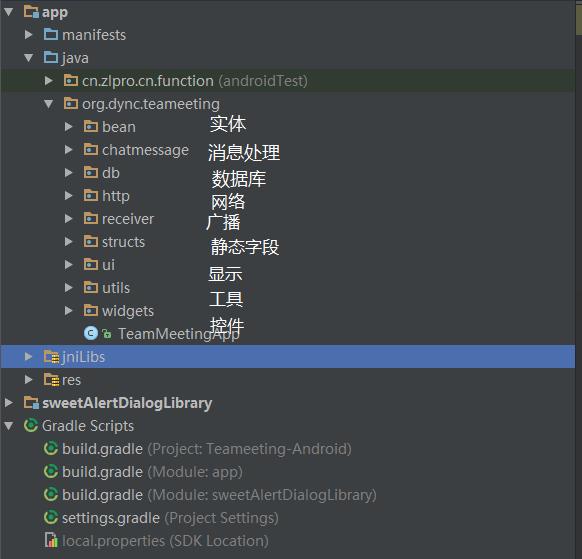 app
manifests
java
cn.zlpro.cn.function (androidTest)
org.dync.teameeting
bean 实体
chatmessage 消息处理
db 数据库
http 网络
receiver 广播
structs 静态字段
ui 显示
utils 工具
widgets 控件
C TeamMeetingApp
jniLibs
res
sweetAlertDialogLibrary
Gradle Scripts
build.gradle (Project: Teameeting-Android)
build.gradle (Module: app)
build.gradle (Module: sweetAlertDialogLibrary)
settings.gradle (Project Settings)
local.properties (SDK Location)